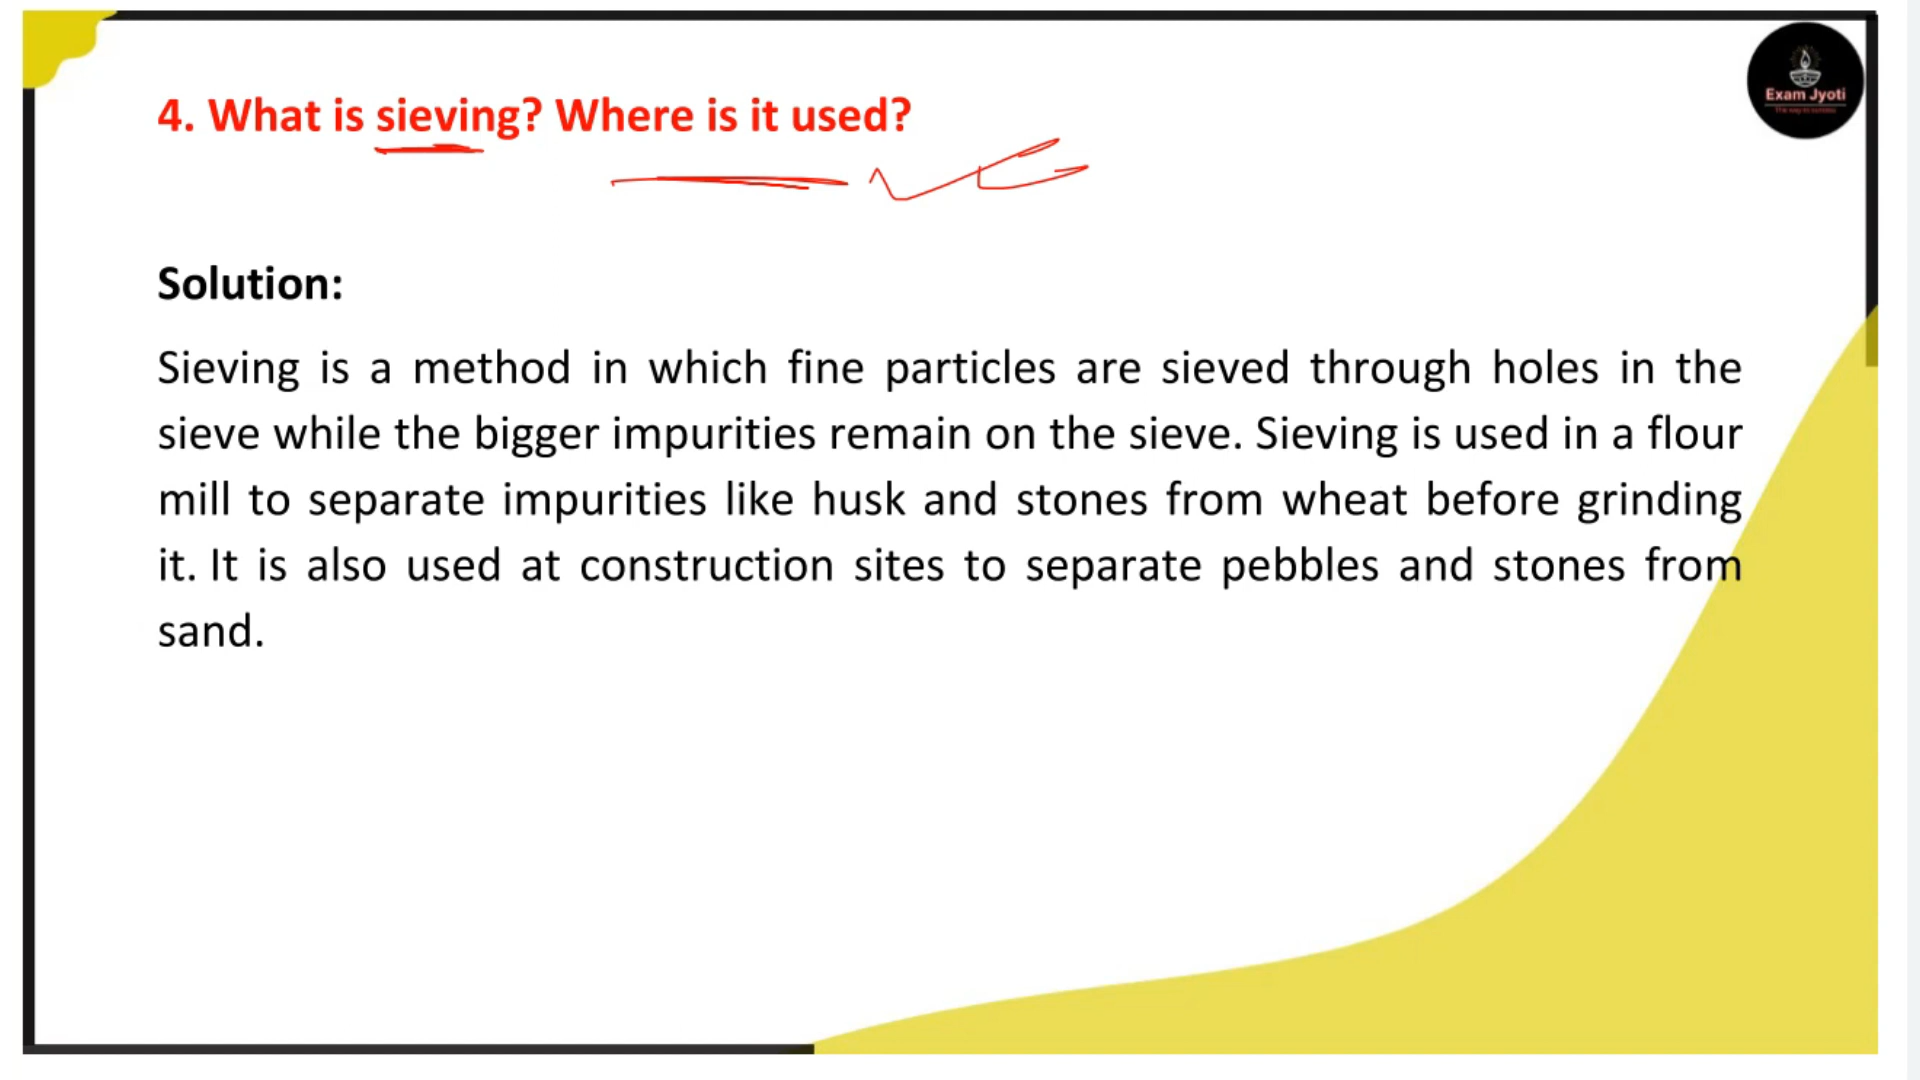 4. What is sieving? Where is it used?
Exam Jyoti
Solution:
Sieving is a method in which fine particles are sieved through holes in the
sieve while the bigger impurities remain on the sieve. Sieving is used in a flour
mill to separate impurities like husk and stones from wheat before grinding
it. It is also used at construction sites to separate pebbles and stones from
sand.